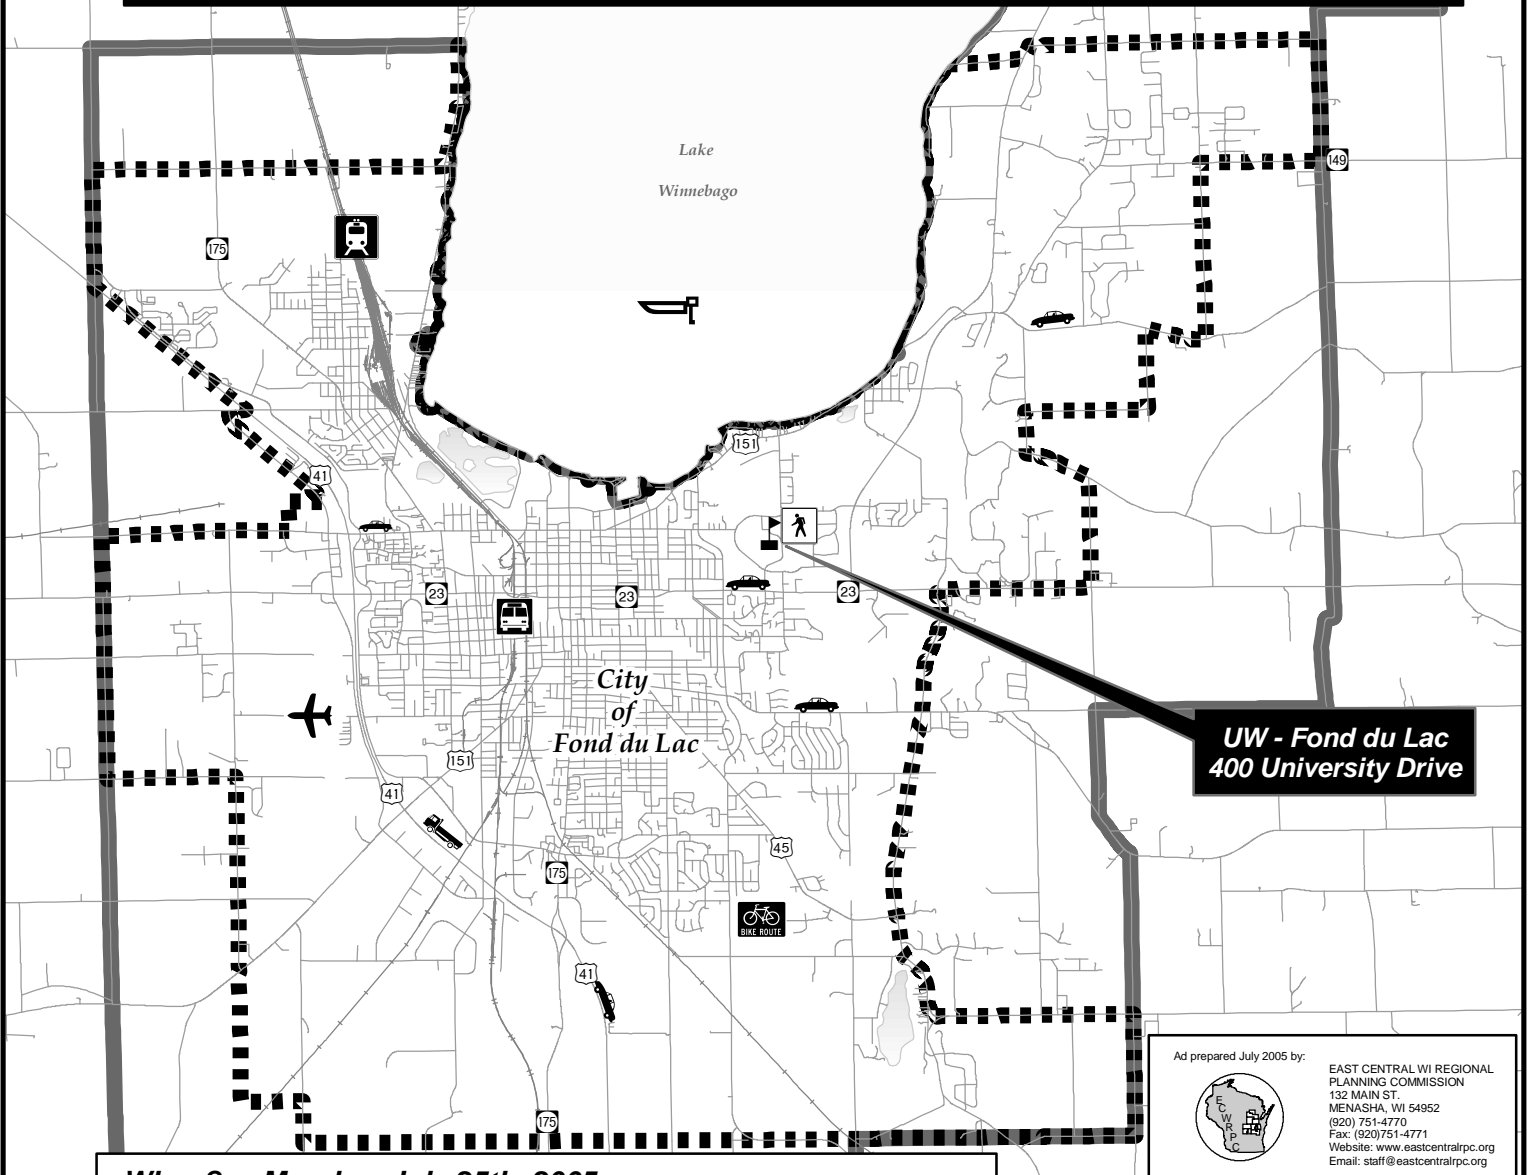 Lake
Winnebago
149
175
151
41
23
23
23
City
of
Fond du Lac
UW - Fond du Lac
400 University Drive
151
41
45
175
BIKE ROUTE
41
175
Ad prepared July 2005 by:
E C W R P C
EAST CENTRAL WI REGIONAL
PLANNING COMMISSION
132 MAIN ST.
MENASHA, WI 54952
(920) 751-4770
Fax: (920)751-4771
Website: www.eastcentralrpc.org
Email: staff@eastcentralrpc.org